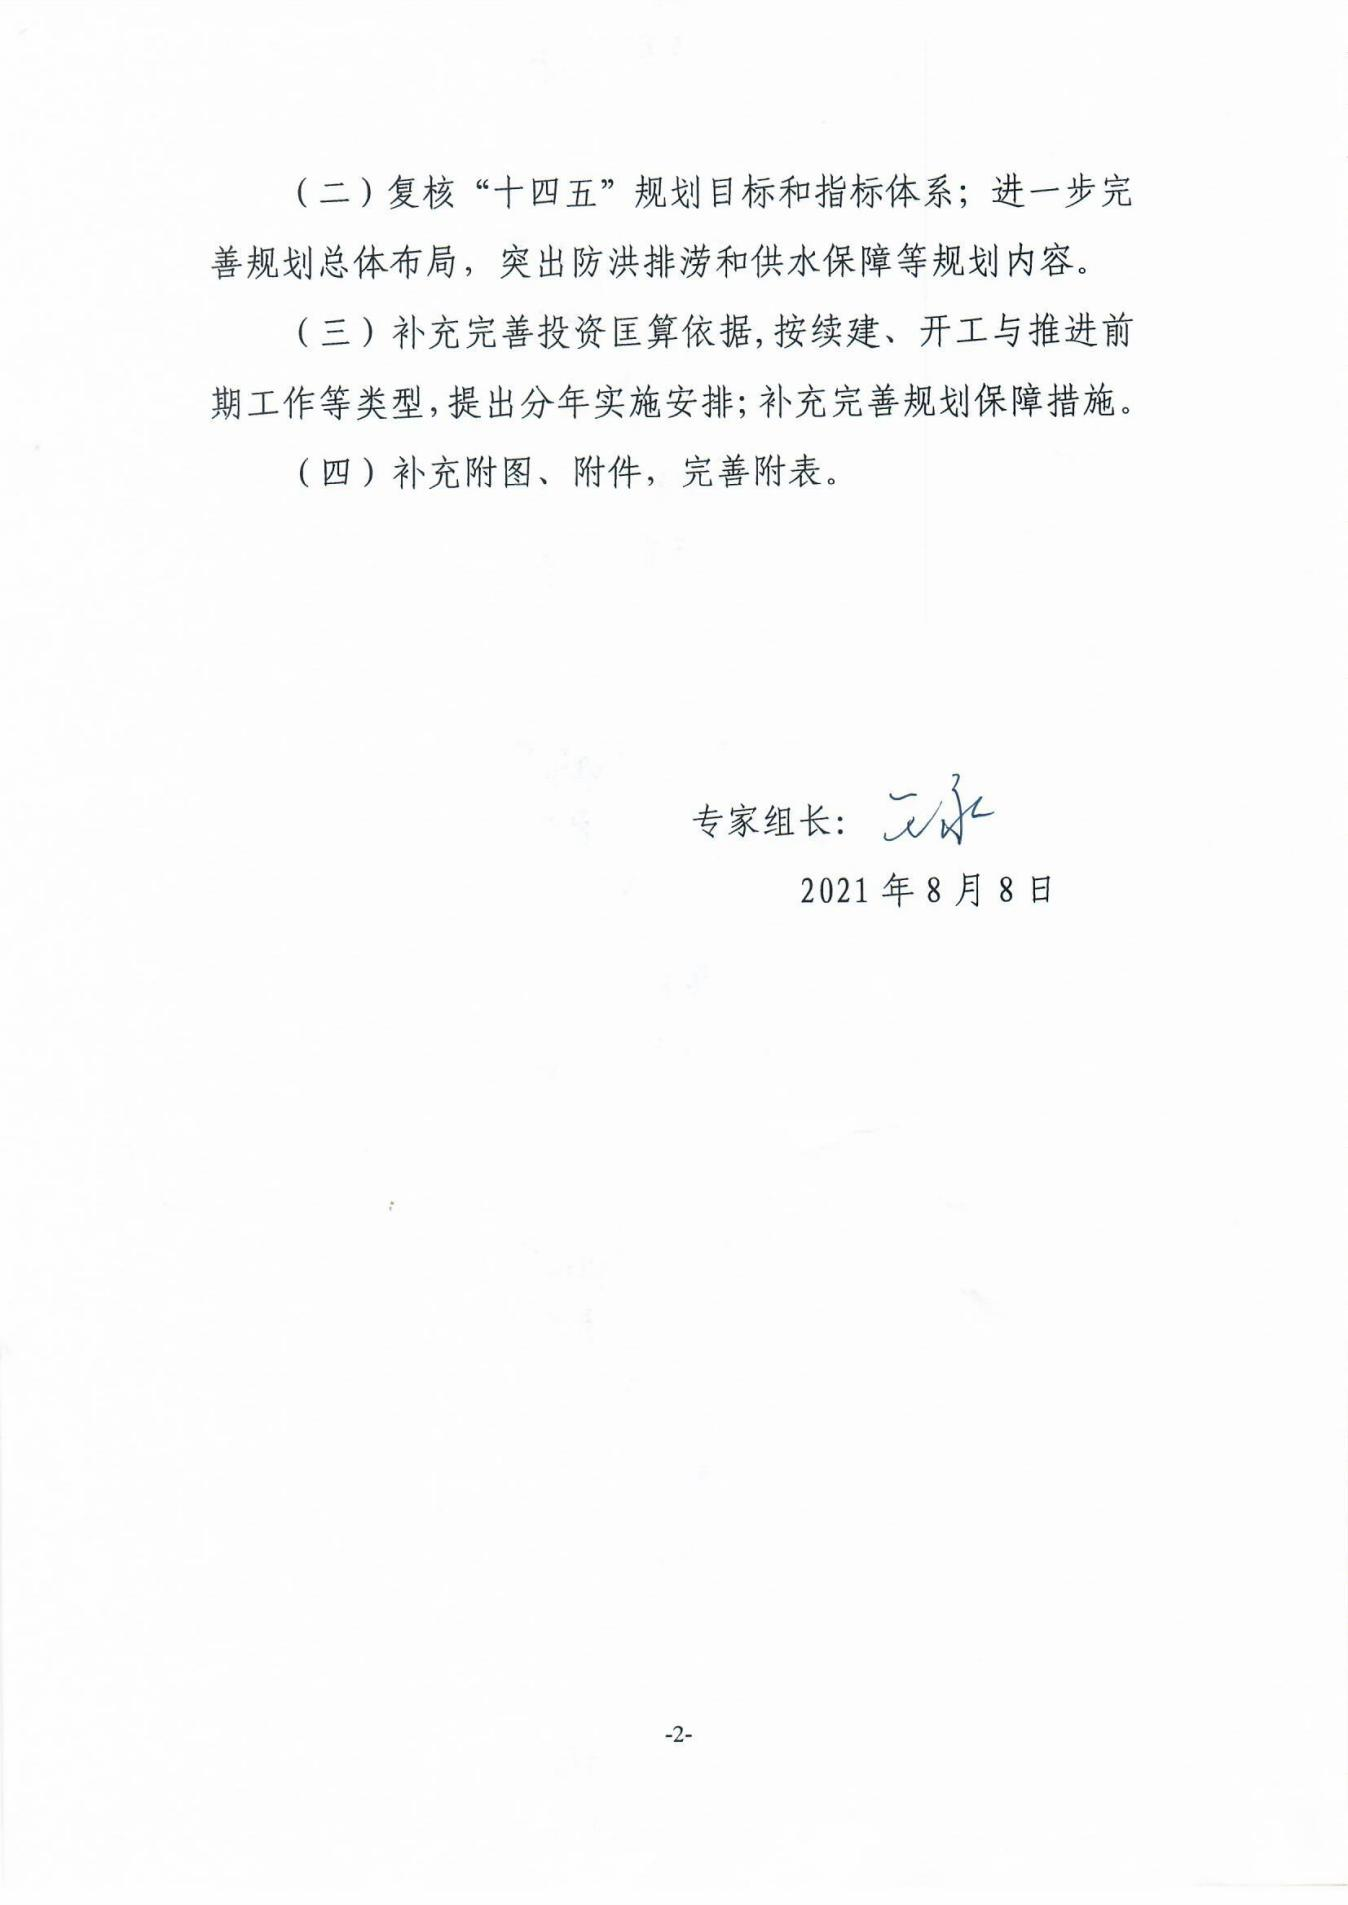 （二）复核“十四五”规划目标和指标体系；进一步完
善规划总体布局，突出防洪排涝和供水保障等规划内容。
（三）补充完善投资匡算依据,按续建、开工与推进前
期工作等类型,提出分年实施安排;补充完善规划保障措施。
（四）补充附图、附件，完善附表。
专家组长：
2021 年 8 月 8 日
-2-